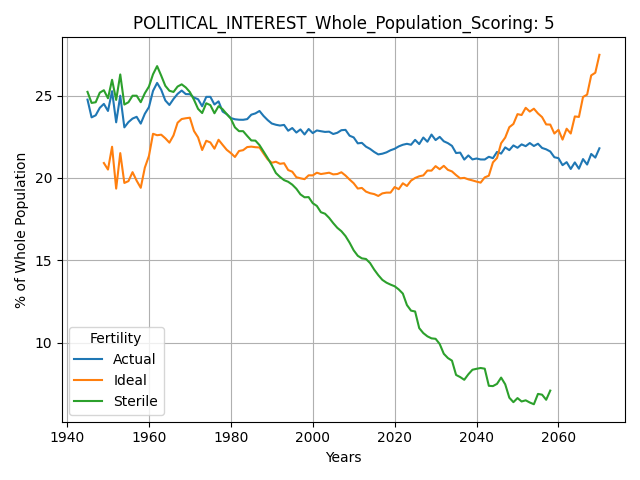 POLITICAL_INTEREST_Whole_Population_Scoring: 5
% of Whole Population
25
20
15
10
Fertility
Actual
Ideal
Sterile
1940 1960 1980 2000 2020 2040 2060
Years